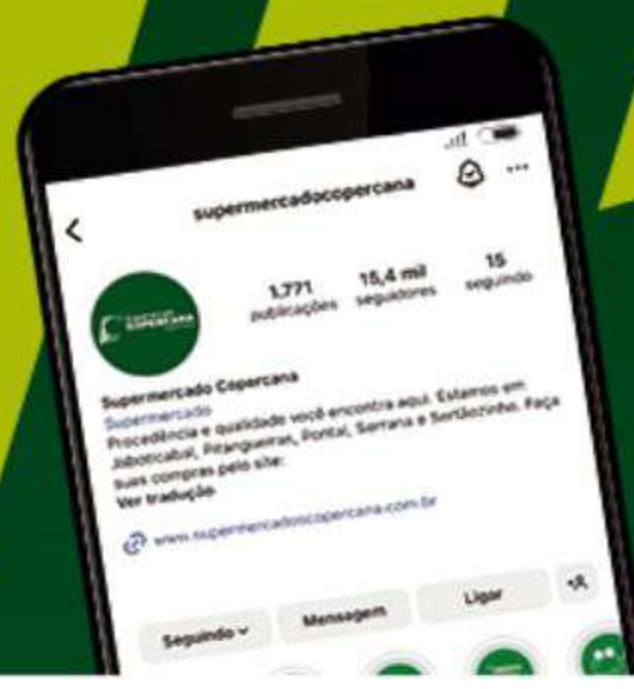 supermercadocopercana
1.771
15,4 mil
15
publicações
seguidores
seguindo
COPERCANA
Supermercado Copercana
Supermercado
Procedência e qualidade você encontra aqui. Estamos em
Jaboticabal, Pitangueiras, Pontal, Serrana e Sertãozinho. Faça
suas compras pelo site:
Ver tradução
www.supermercadoscopercana.com.br
Seguindo
Mensagem
Ligar